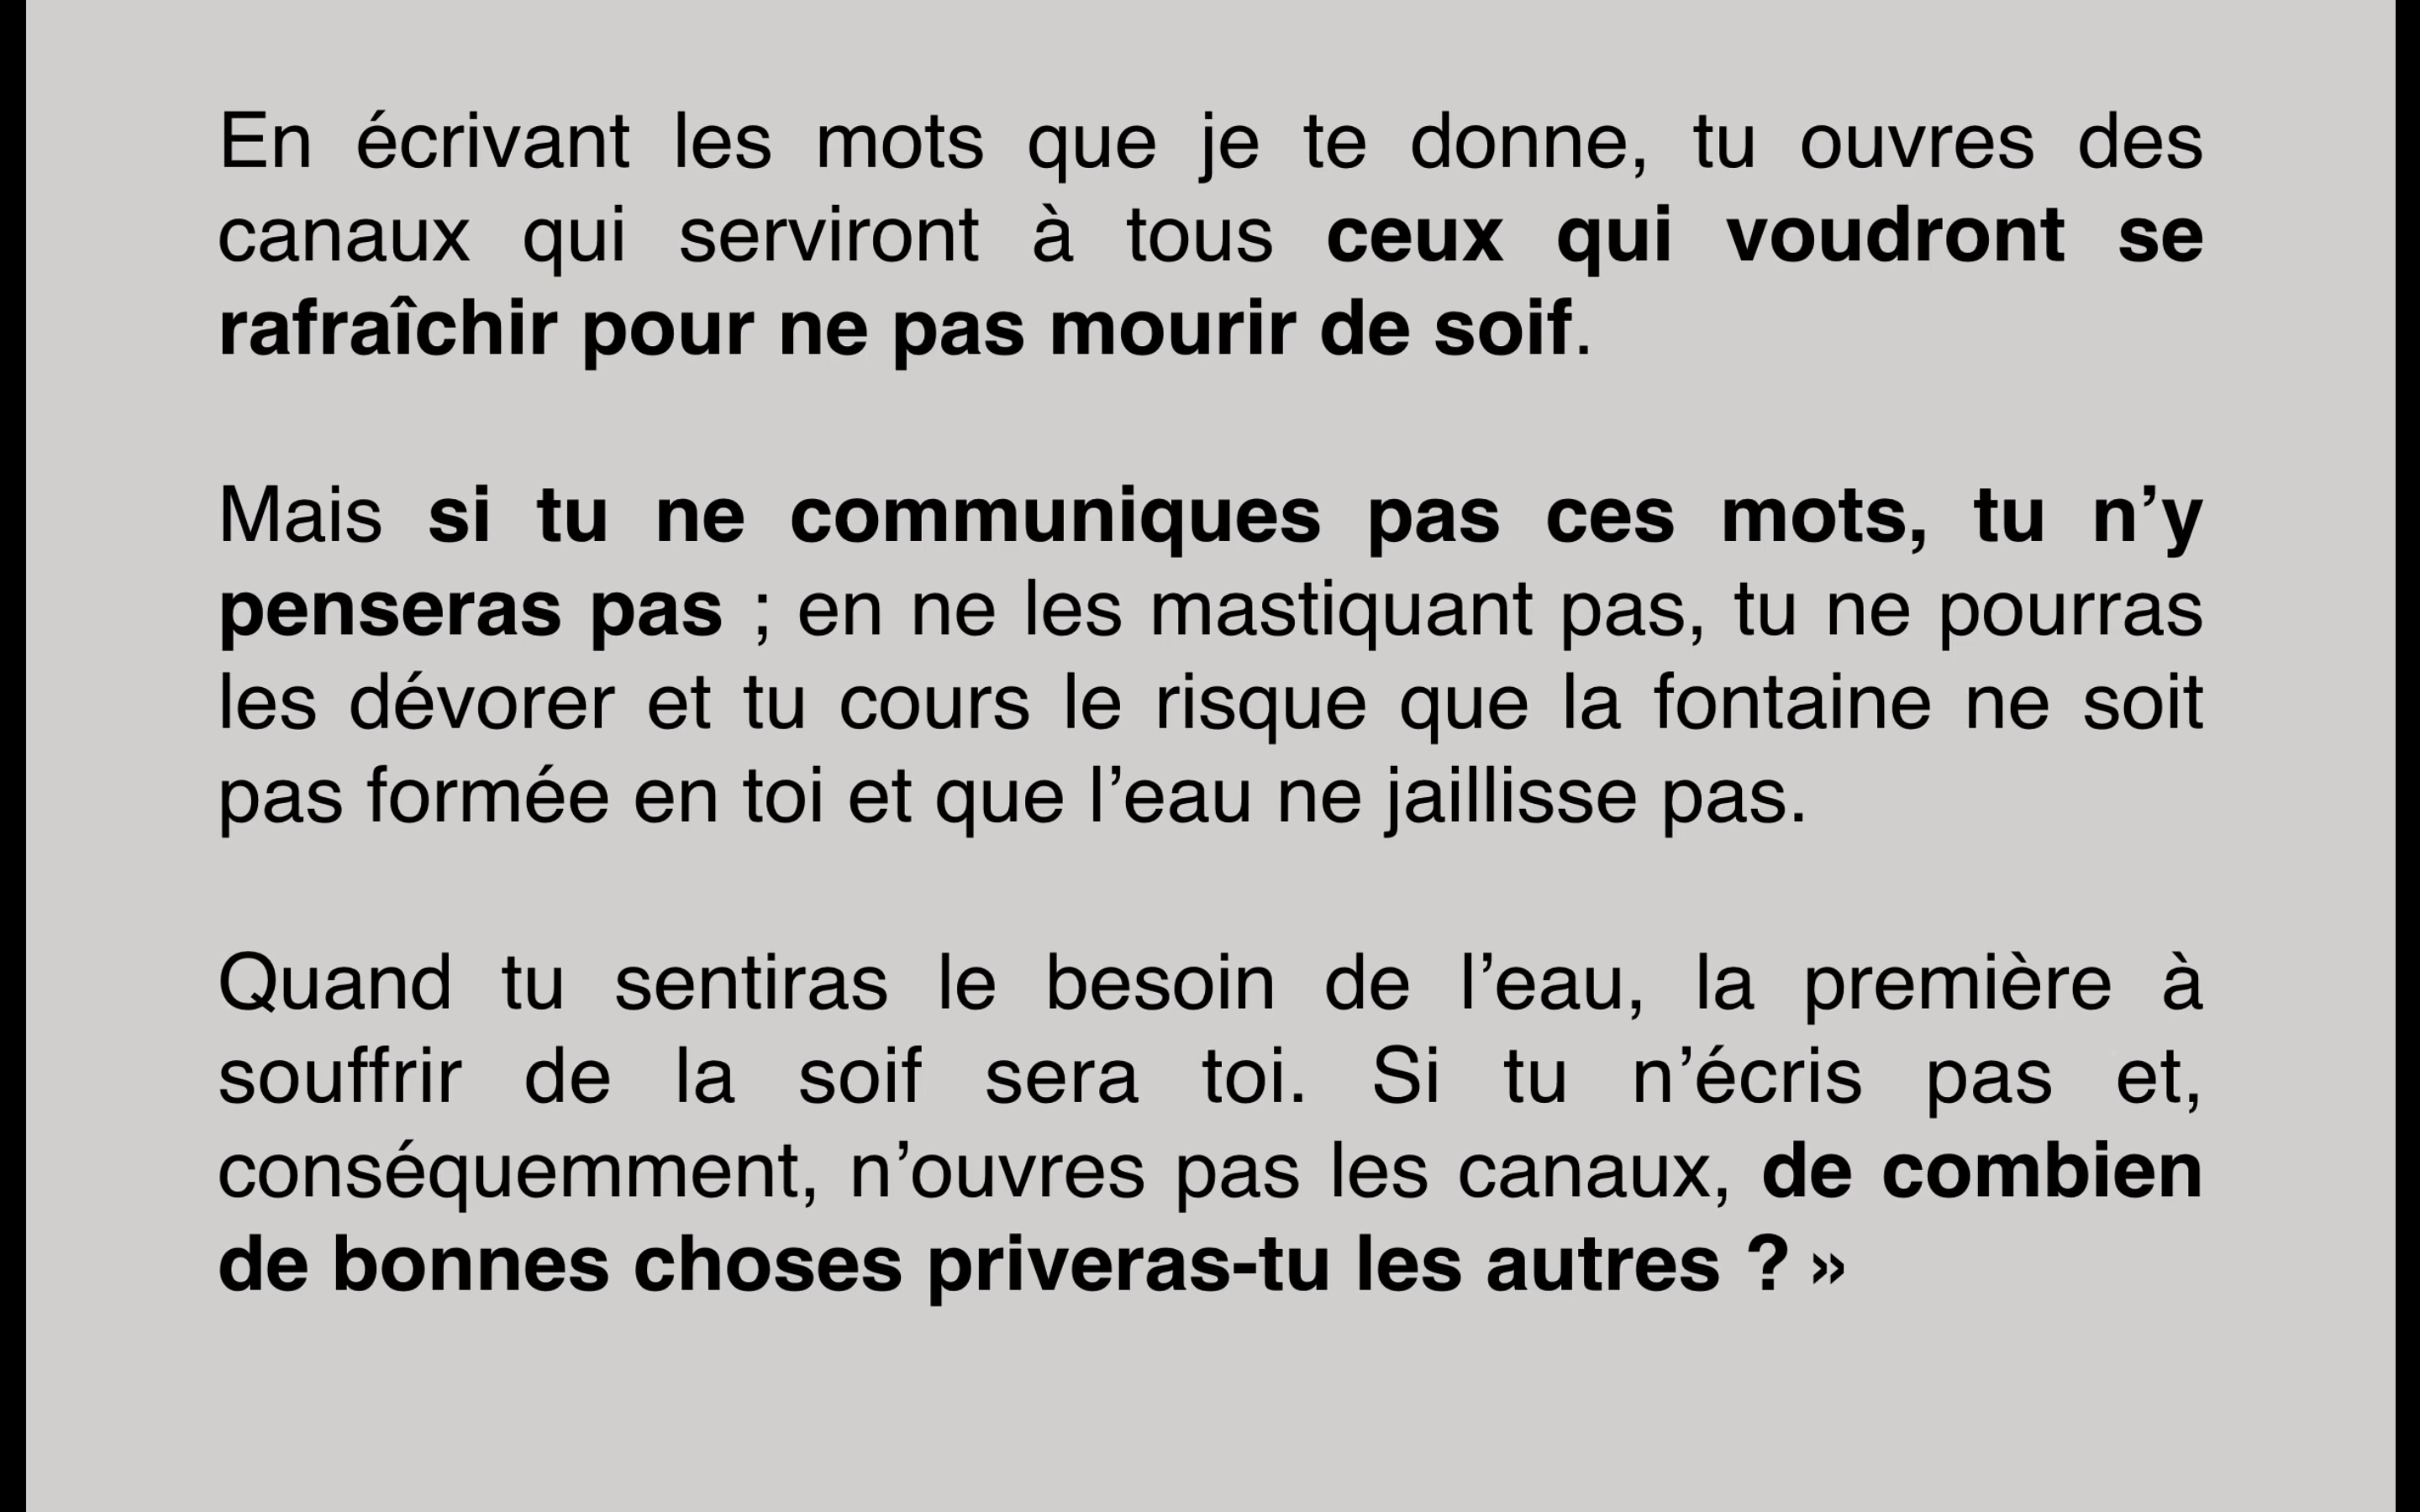 En écrivant les mots que je te donne, tu ouvres des
canaux qui serviront à tous ceux qui voudront se
rafraîchir pour ne pas mourir de soif.
Mais si tu ne communiques pas ces mots, tu n’y
penseras pas ; en ne les mastiquant pas, tu ne pourras
les dévorer et tu cours le risque que la fontaine ne soit
pas formée en toi et que l’eau ne jaillisse pas.
Quand tu sentiras le besoin de l’eau, la première à
souffrir de la soif sera toi. Si tu n’écris pas et,
conséquemment, n’ouvres pas les canaux, de combien
de bonnes choses priveras-tu les autres ? »